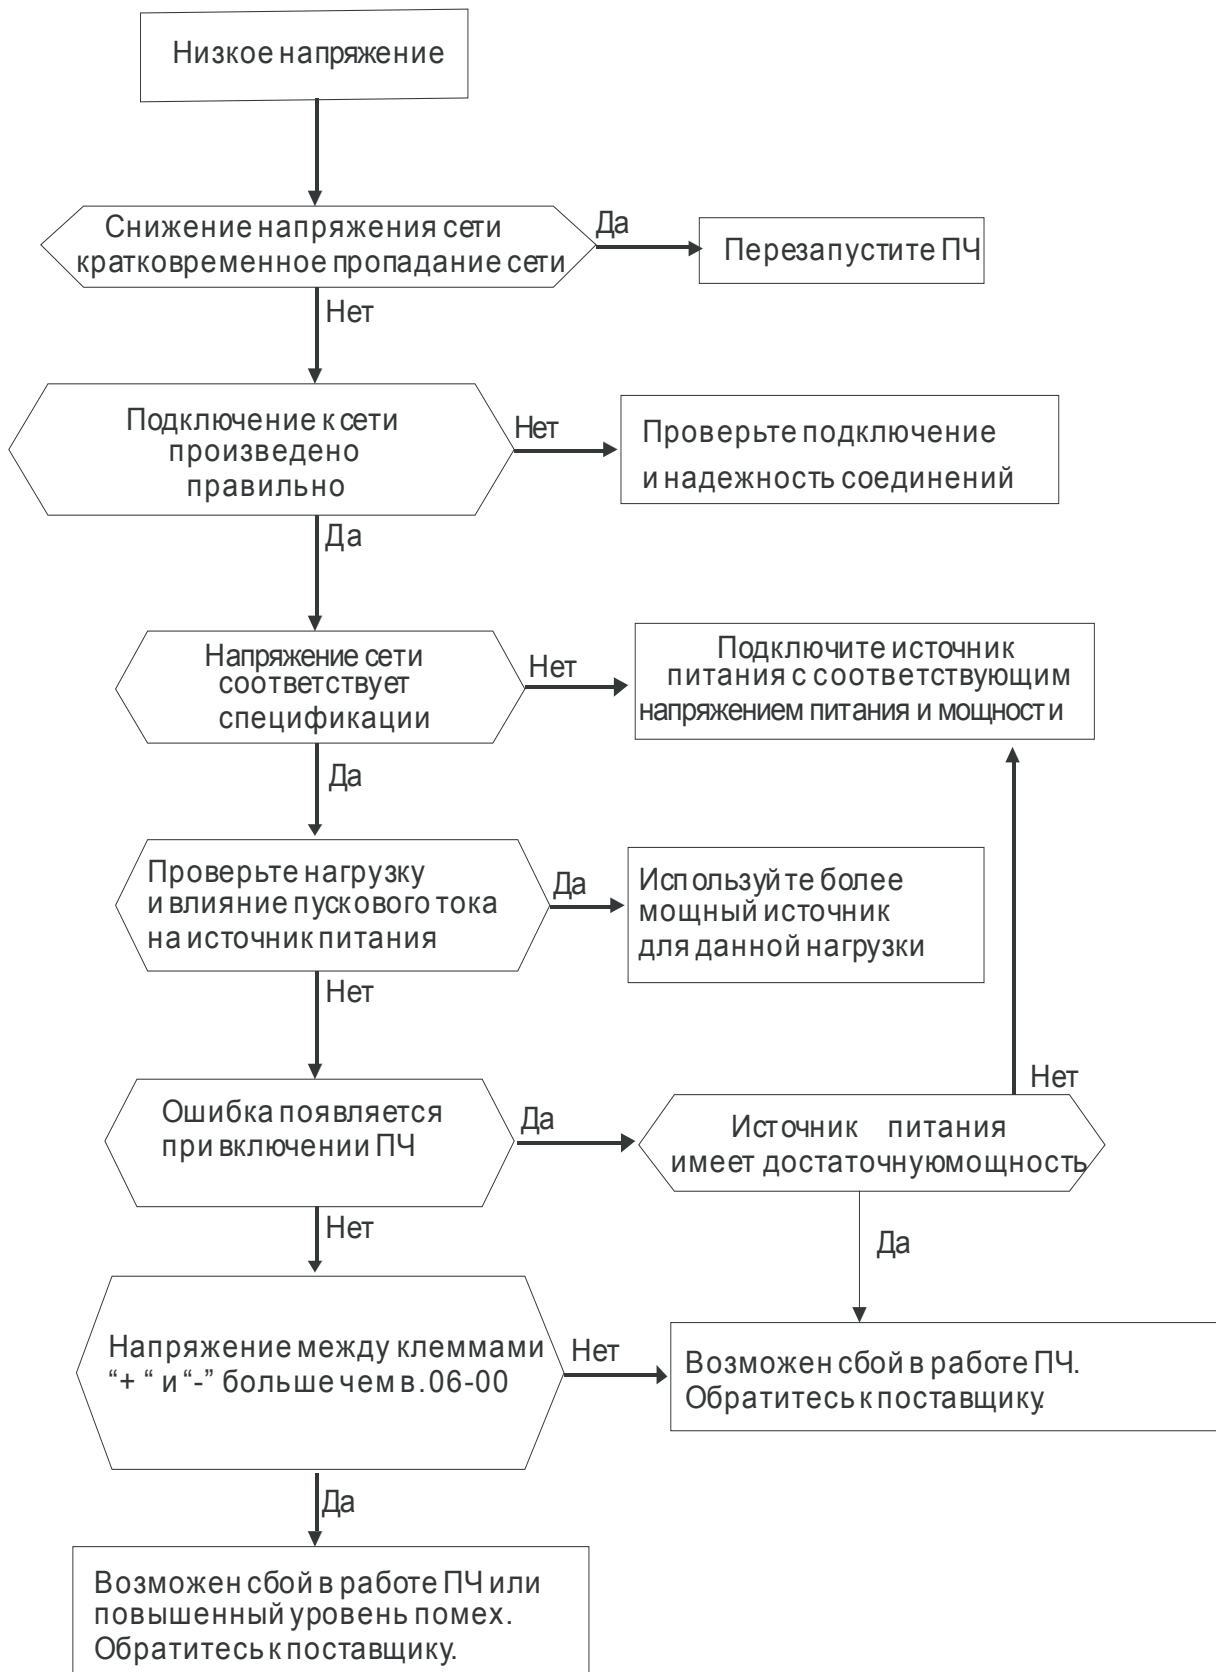 Низкое напряжение
Снижение напряжения сети
кратковременное пропадание сети
Да
Перезапустите ПЧ
Нет
Подключение к сети
произведено
правильно
Нет
Проверьте подключение
и надежность соединений
Да
Напряжение сети
соответствует
спецификации
Нет
Подключите источник
питания с соответствующим
напряжением питания и мощности
Да
Проверьте нагрузку
и влияние пускового тока
на источник питания
Да
Используйте более
мощный источник
для данной нагрузки
Нет
Ошибка появляется
при включении ПЧ
Да
Источник питания
имеет достаточнуюмощность
Нет
Нет
Да
Напряжение между клеммами
“+ “ и “-” больше чем в .06-00
Нет
Возможен сбой в работе ПЧ.
Обратитесь к поставщику.
Да
Возможен сбой в работе ПЧ или
повышенный уровень помех.
Обратитесь к поставщику.